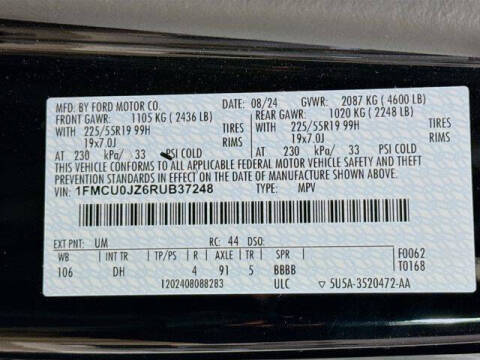 MFD. BY FORD MOTOR CO. DATE: 08/24 GVWR: 2087 KG ( 4600 LB)
FRONT GAWR: 1105 KG ( 2436 LB) REAR GAWR: 1020 KG ( 2248 LB)
WITH 225/55R19 99H TIRES WITH 225/55R19 99H TIRES
19x7.0J RIMS 19x7.0J RIMS
AT 230 kPa/ 33 PSI COLD AT 230 kPa/ 33 PSI COLD
THIS VEHICLE CONFORMS TO ALL APPLICABLE FEDERAL MOTOR VEHICLE SAFETY AND THEFT
PREVENTION STANDARDS IN EFFECT ON THE DATE OF MANUFACTURE SHOWN ABOVE.
VIN: 1FMCU0JZ6RUB37248 TYPE: MPV
EXT PNT: UM RC: 44 DSO: F0062
WB INT TR TP/PS R AXLE TR SPR T0168
106 DH 4 91 5 BBBB
1202408088283 ULC ▽ 5U5A-3520472-AA